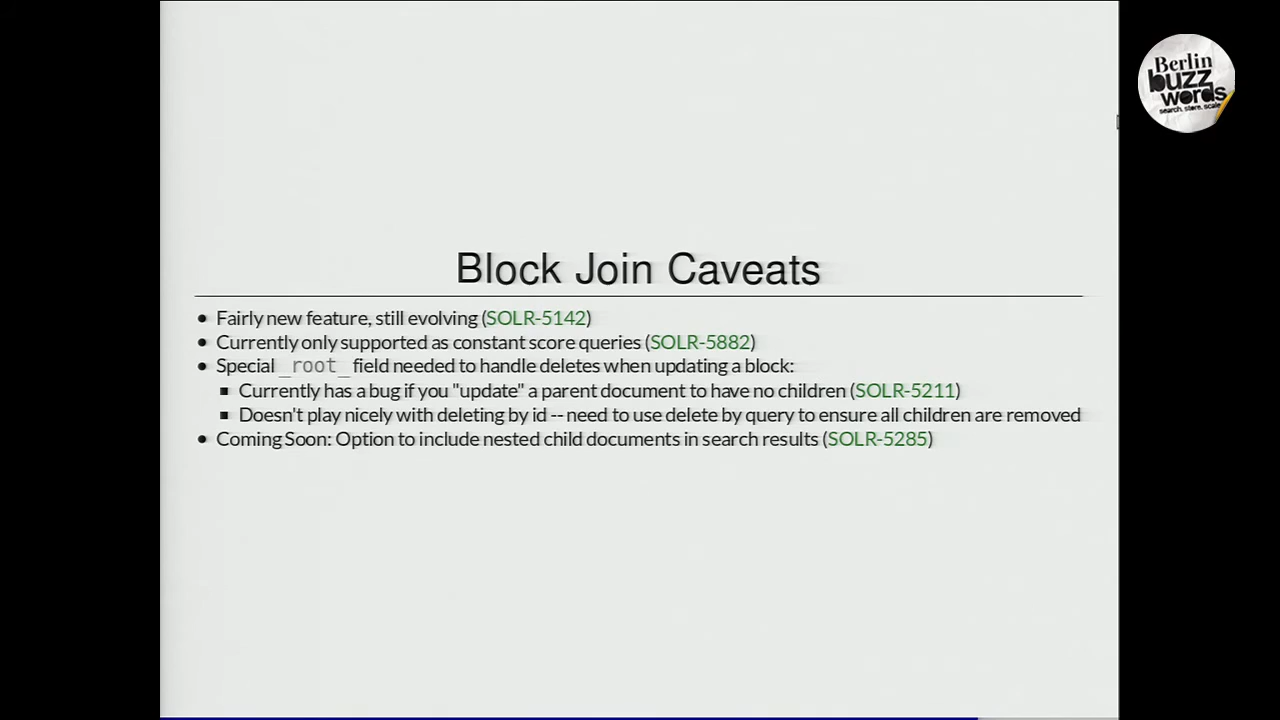 Berlin
buzz
words
search. store. scale
Block Join Caveats
• Fairly new feature, still evolving (SOLR-5142)
• Currently only supported as constant score queries (SOLR-5882)
• Special _root_ field needed to handle deletes when updating a block:
▪ Currently has a bug if you "update" a parent document to have no children (SOLR-5211)
▪ Doesn't play nicely with deleting by id -- need to use delete by query to ensure all children are removed
• Coming Soon: Option to include nested child documents in search results (SOLR-5285)